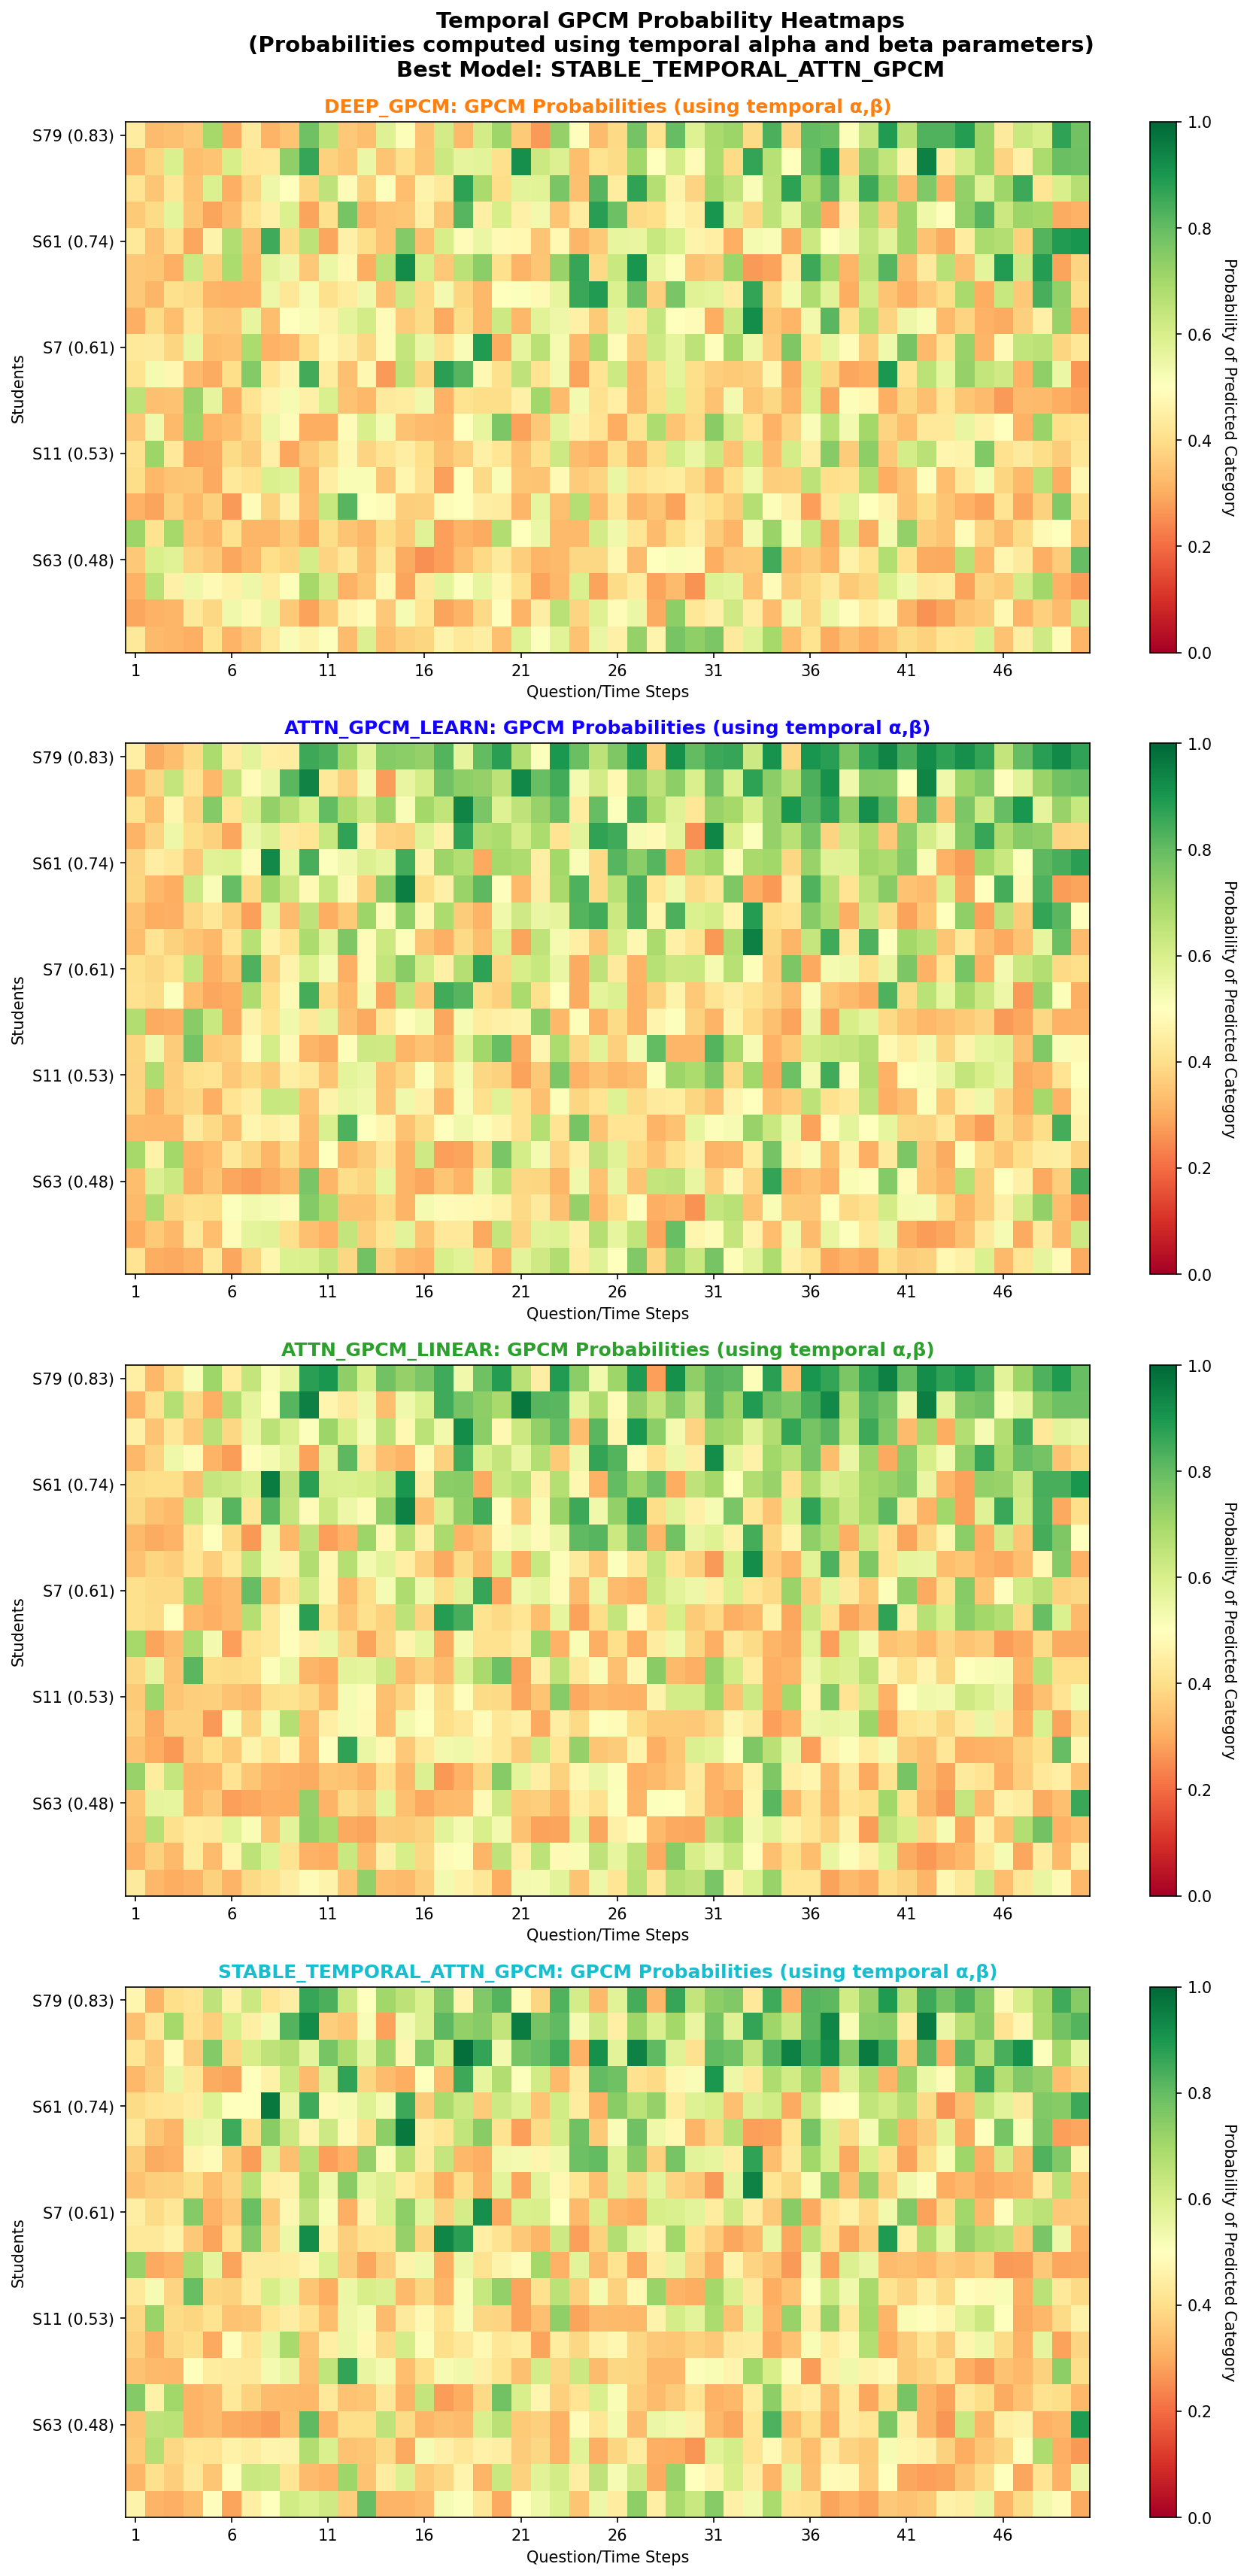 Temporal GPCM Probability Heatmaps
(Probabilities computed using temporal alpha and beta parameters)
Best Model: STABLE_TEMPORAL_ATTN_GPCM
DEEP_GPCM: GPCM Probabilities (using temporal α,β)
S79 (0.83)
S61 (0.74)
S7 (0.61)
S11 (0.53)
S63 (0.48)
Students
1 6 11 16 21 26 31 36 41 46
Question/Time Steps
1.0
0.8
0.6
0.4
0.2
0.0
Probability of Predicted Category
ATTN_GPCM_LEARN: GPCM Probabilities (using temporal α,β)
S79 (0.83)
S61 (0.74)
S7 (0.61)
S11 (0.53)
S63 (0.48)
Students
1 6 11 16 21 26 31 36 41 46
Question/Time Steps
1.0
0.8
0.6
0.4
0.2
0.0
Probability of Predicted Category
ATTN_GPCM_LINEAR: GPCM Probabilities (using temporal α,β)
S79 (0.83)
S61 (0.74)
S7 (0.61)
S11 (0.53)
S63 (0.48)
Students
1 6 11 16 21 26 31 36 41 46
Question/Time Steps
1.0
0.8
0.6
0.4
0.2
0.0
Probability of Predicted Category
STABLE_TEMPORAL_ATTN_GPCM: GPCM Probabilities (using temporal α,β)
S79 (0.83)
S61 (0.74)
S7 (0.61)
S11 (0.53)
S63 (0.48)
Students
1 6 11 16 21 26 31 36 41 46
Question/Time Steps
1.0
0.8
0.6
0.4
0.2
0.0
Probability of Predicted Category